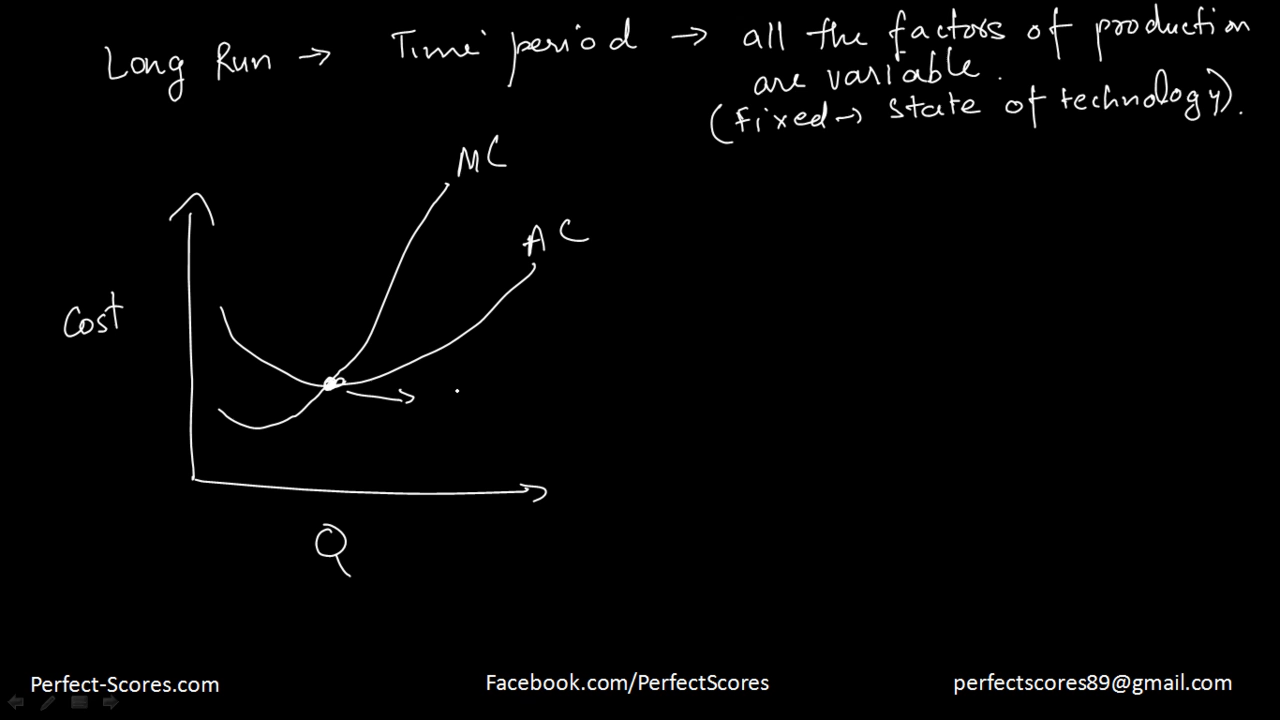 Long Run → Time period → all the factors of production
are variable.
(fixed → state of technology).
MC
AC
Cost
Q
Perfect-Scores.com
Facebook.com/PerfectScores
perfectscores89@gmail.com